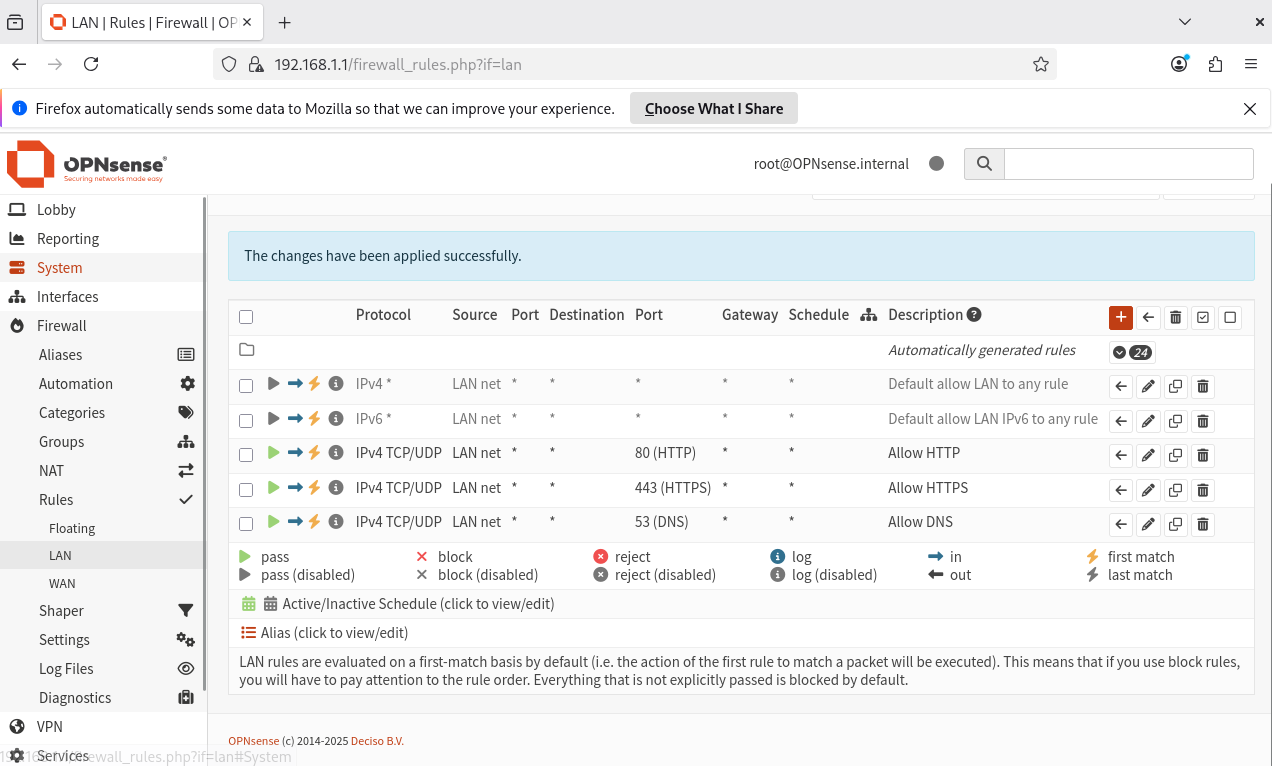 LAN | Rules | Firewall | OP
192.168.1.1/firewall_rules.php?if=lan
Firefox automatically sends some data to Mozilla so that we can improve your experience. Choose What I Share
OPNsense®
Securing networks made easy
root@OPNsense.internal
Lobby
Reporting
System
Interfaces
Firewall
Aliases
Automation
Categories
Groups
NAT
Rules
Floating
LAN
WAN
Shaper
Settings
Log Files
Diagnostics
VPN
Services
The changes have been applied successfully.
Protocol Source Port Destination Port Gateway Schedule Description
Automatically generated rules 24
IPv4 * LAN net * * * * * Default allow LAN to any rule
IPv6 * LAN net * * * * * Default allow LAN IPv6 to any rule
IPv4 TCP/UDP LAN net * * 80 (HTTP) * * Allow HTTP
IPv4 TCP/UDP LAN net * * 443 (HTTPS) * * Allow HTTPS
IPv4 TCP/UDP LAN net * * 53 (DNS) * * Allow DNS
pass block reject log in first match
pass (disabled) block (disabled) reject (disabled) log (disabled) out last match
Active/Inactive Schedule (click to view/edit)
Alias (click to view/edit)
LAN rules are evaluated on a first-match basis by default (i.e. the action of the first rule to match a packet will be executed). This means that if you use block rules,
you will have to pay attention to the rule order. Everything that is not explicitly passed is blocked by default.
OPNsense (c) 2014-2025 Deciso B.V.
firewall_rules.php?if=lan#System